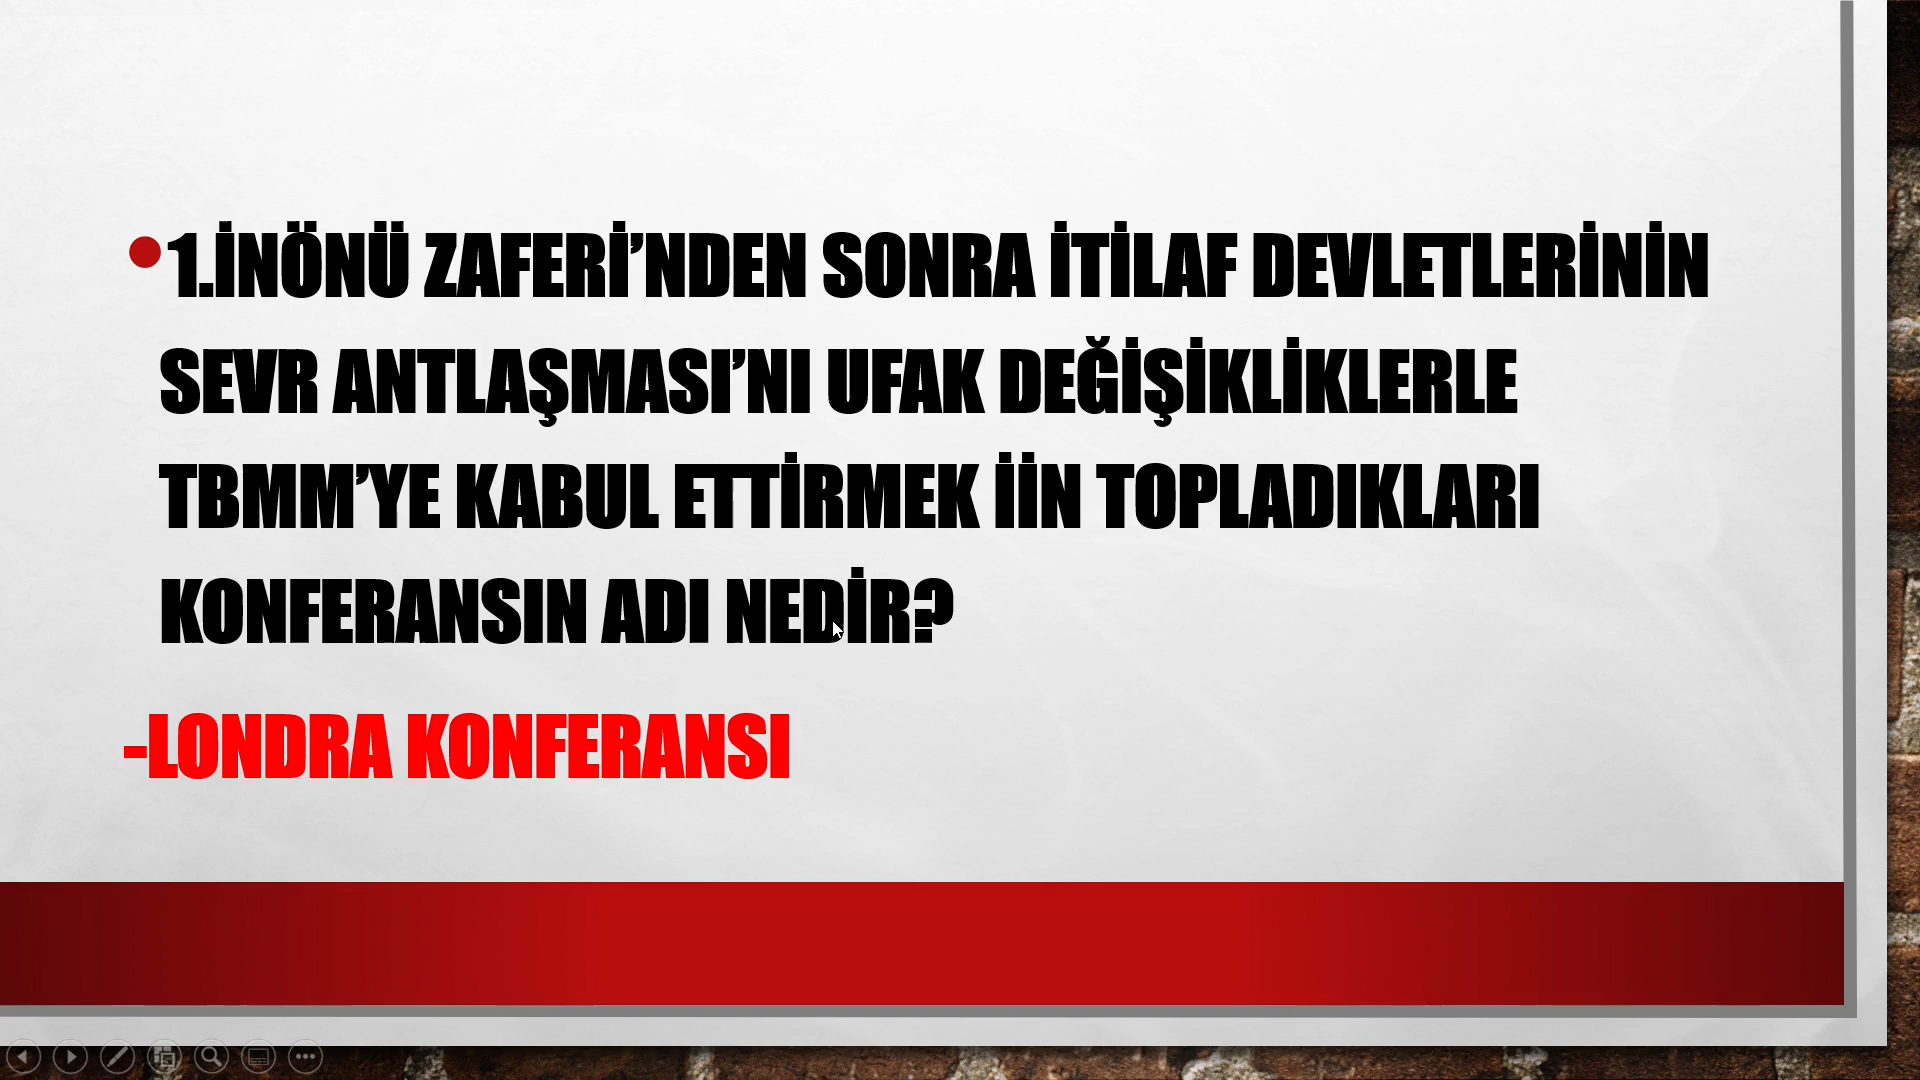 •1.İNÖNÜ ZAFERİ’NDEN SONRA İTİLAF DEVLETLERİNİN
SEVR ANTLAŞMASI’NI UFAK DEĞİŞİKLİKLERLE
TBMM’YE KABUL ETTİRMEK İİN TOPLADIKLARI
KONFERANSIN ADI NEDİR?
-LONDRA KONFERANSI